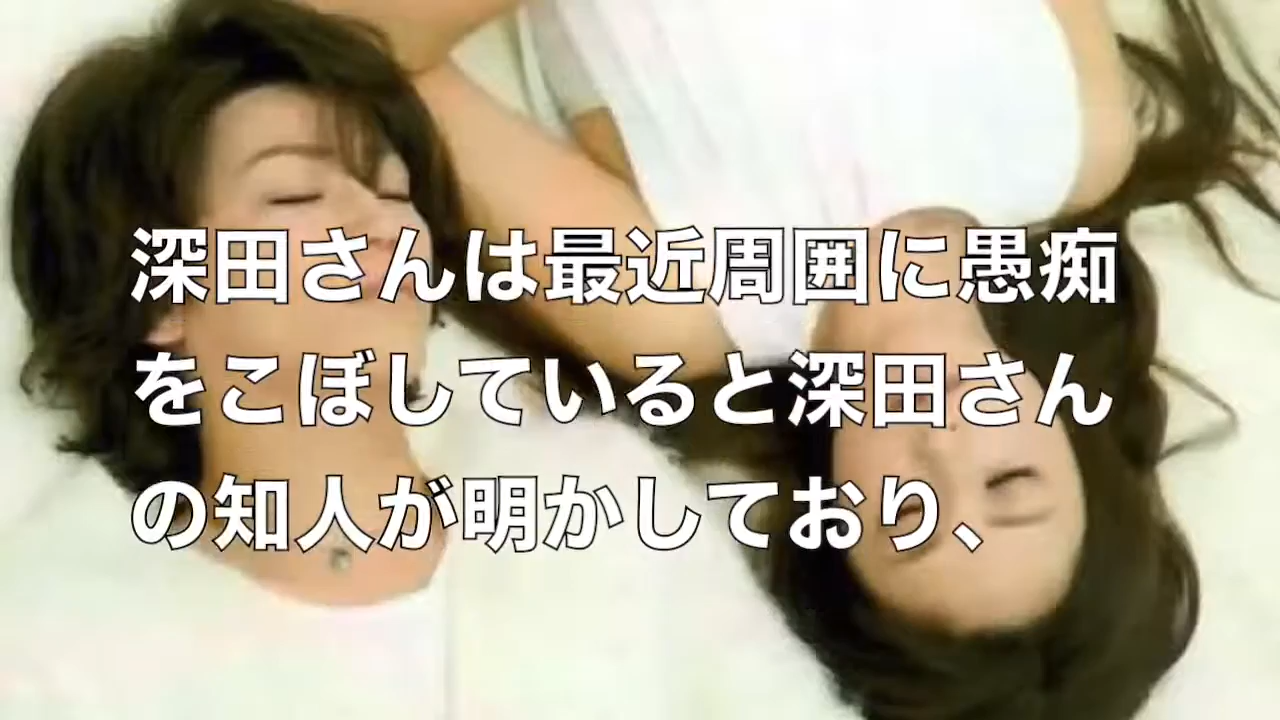 深田さんは最近周囲に愚痴
をこぼしていると深田さん
の知人が明かしており、